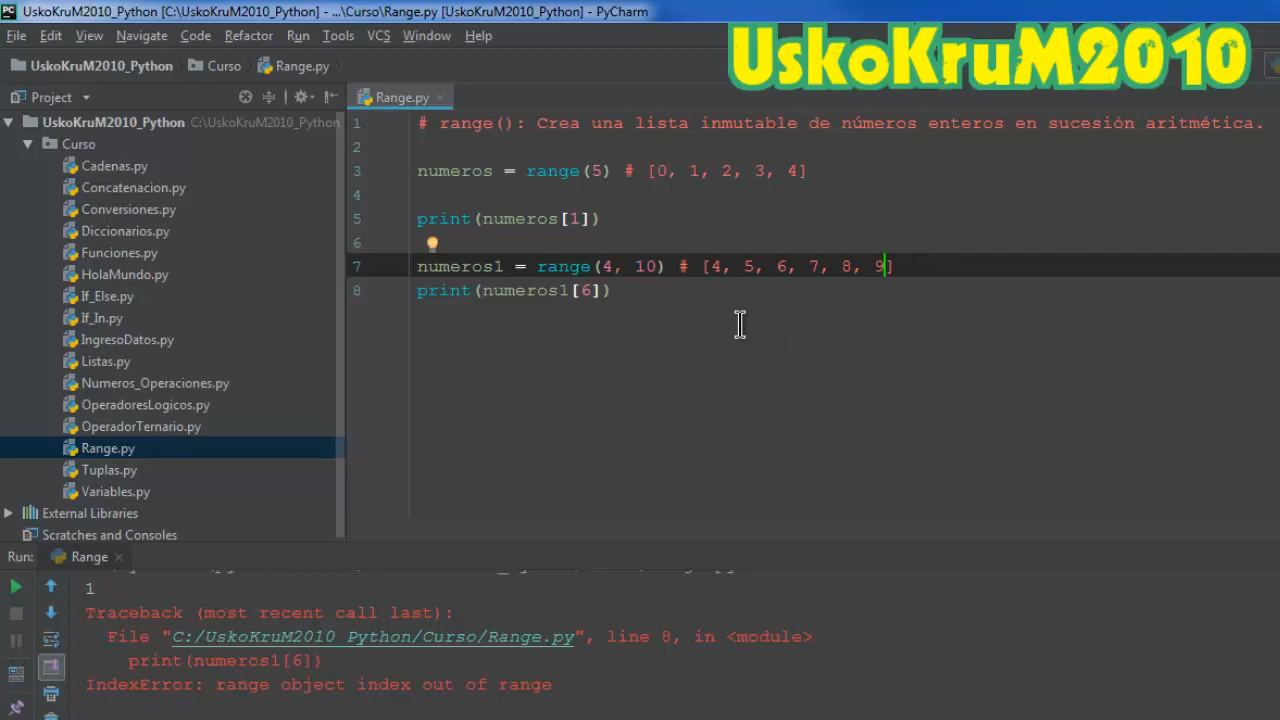 UskoKruM2010_Python [C:\UskoKruM2010_Python] - ...\Curso\Range.py [UskoKruM2010_Python] - PyCharm
File Edit View Navigate Code Refactor Run Tools VCS Window Help
UskoKruM2010
UskoKruM2010_Python Curso Range.py
Project
Range.py
UskoKruM2010_Python C:\UskoKruM2010_Python
Curso
Cadenas.py
Concatenacion.py
Conversiones.py
Diccionarios.py
Funciones.py
HolaMundo.py
If_Else.py
If_In.py
IngresoDatos.py
Listas.py
Numeros_Operaciones.py
OperadoresLogicos.py
OperadorTernario.py
Range.py
Tuplas.py
Variables.py
External Libraries
Scratches and Consoles
1 # range(): Crea una lista inmutable de números enteros en sucesión aritmética.
2
3 numeros = range(5) # [0, 1, 2, 3, 4]
4
5 print(numeros[1])
6
7 numeros1 = range(4, 10) # [4, 5, 6, 7, 8, 9]
8 print(numeros1[6])
Run: Range
1
Traceback (most recent call last):
File "C:/UskoKruM2010_Python/Curso/Range.py", line 8, in <module>
print(numeros1[6])
IndexError: range object index out of range